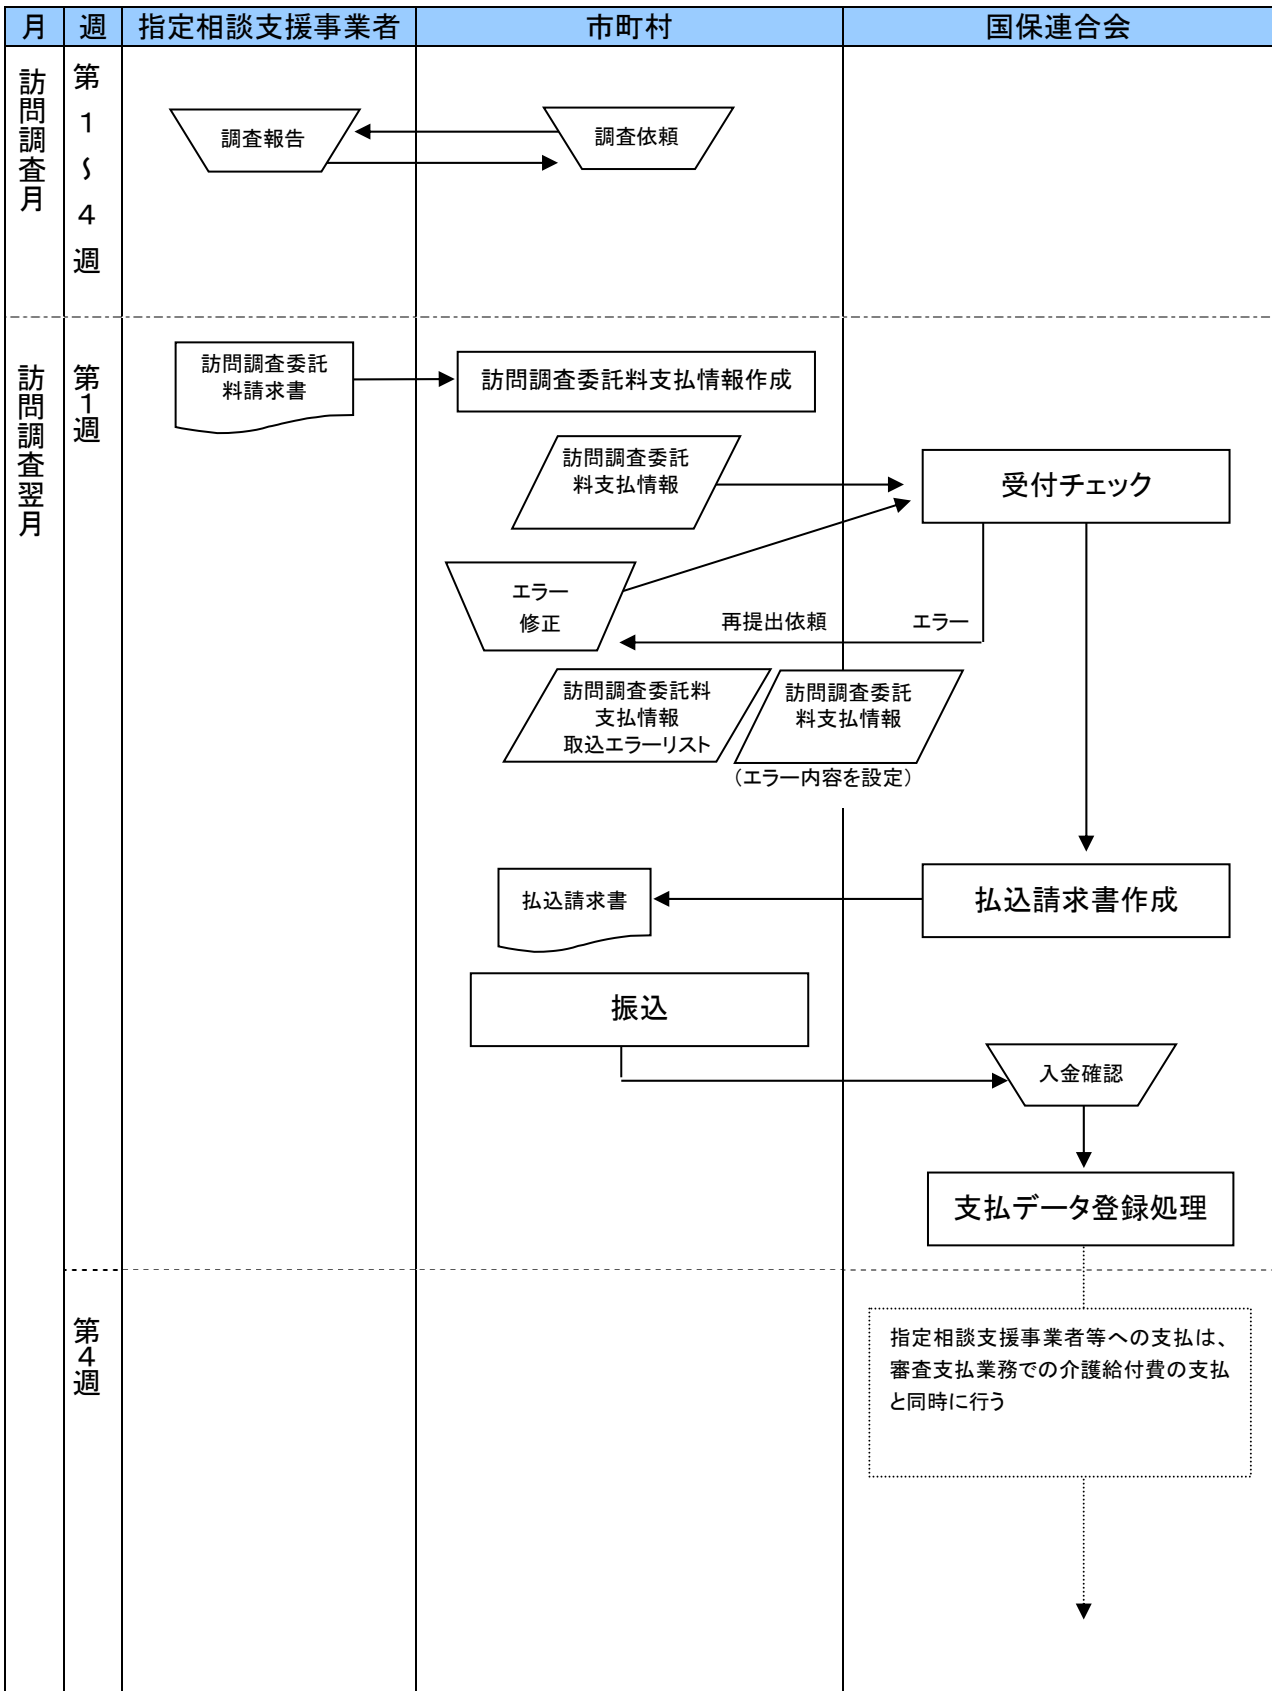 月 週 指定相談支援事業者 市町村 国保連合会
訪問調査月
第1～4週
調査報告
調査依頼
訪問調査翌月
第1週
訪問調査委託
料請求書
訪問調査委託料支払情報作成
訪問調査委託
料支払情報
受付チェック
エラー
修正
再提出依頼
エラー
訪問調査委託料
支払情報
取込エラーリスト
訪問調査委託
料支払情報
（エラー内容を設定）
払込請求書
払込請求書作成
振込
入金確認
支払データ登録処理
第4週
指定相談支援事業者等への支払は、
審査支払業務での介護給付費の支払
と同時に行う